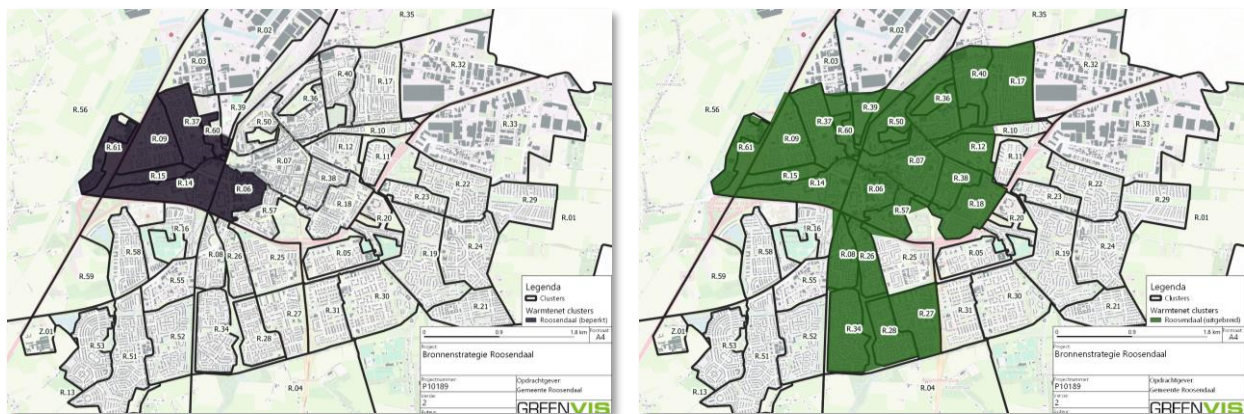 R.35
R.02
R.32
R.03
R.40
R.17
R.56
R.39
R.36
R.37
R.33
R.50
R.60
R.10
R.09
R.61
R.12
R.07
R.11
R.15
R.38
R.22
R.14
R.06
R.29
R.23
R.18
R.57
R.20
R.01
R.16
R.58
R.08
R.26
R.25
R.05
R.19
R.24
R.59
R.55
R.30
R.27
R.31
R.21
Z.01
R.34
R.52
R.53
R.51
R.28
R.13
R.04
Legenda
Clusters
Warmtenet clusters
Roosendaal (beperkt)
0 0.9 1.8 km
Formaat:
A4
Project:
Bronnenstrategie Roosendaal
Projectnummer:
P10189
Opdrachtgever:
Gemeente Roosendaal
Versie:
2
GREENVIS
R.35
R.02
R.32
R.03
R.40
R.17
R.56
R.39
R.36
R.37
R.33
R.50
R.60
R.10
R.09
R.61
R.12
R.07
R.11
R.15
R.38
R.22
R.14
R.06
R.29
R.23
R.18
R.57
R.20
R.01
R.16
R.58
R.08
R.26
R.25
R.05
R.19
R.24
R.59
R.55
R.30
R.27
R.31
R.21
Z.01
R.34
R.52
R.53
R.51
R.28
R.13
R.04
Legenda
Clusters
Warmtenet clusters
Roosendaal (uitgebreid)
0 0.9 1.8 km
Formaat:
A4
Project:
Bronnenstrategie Roosendaal
Projectnummer:
P10189
Opdrachtgever:
Gemeente Roosendaal
Versie:
2
GREENVIS